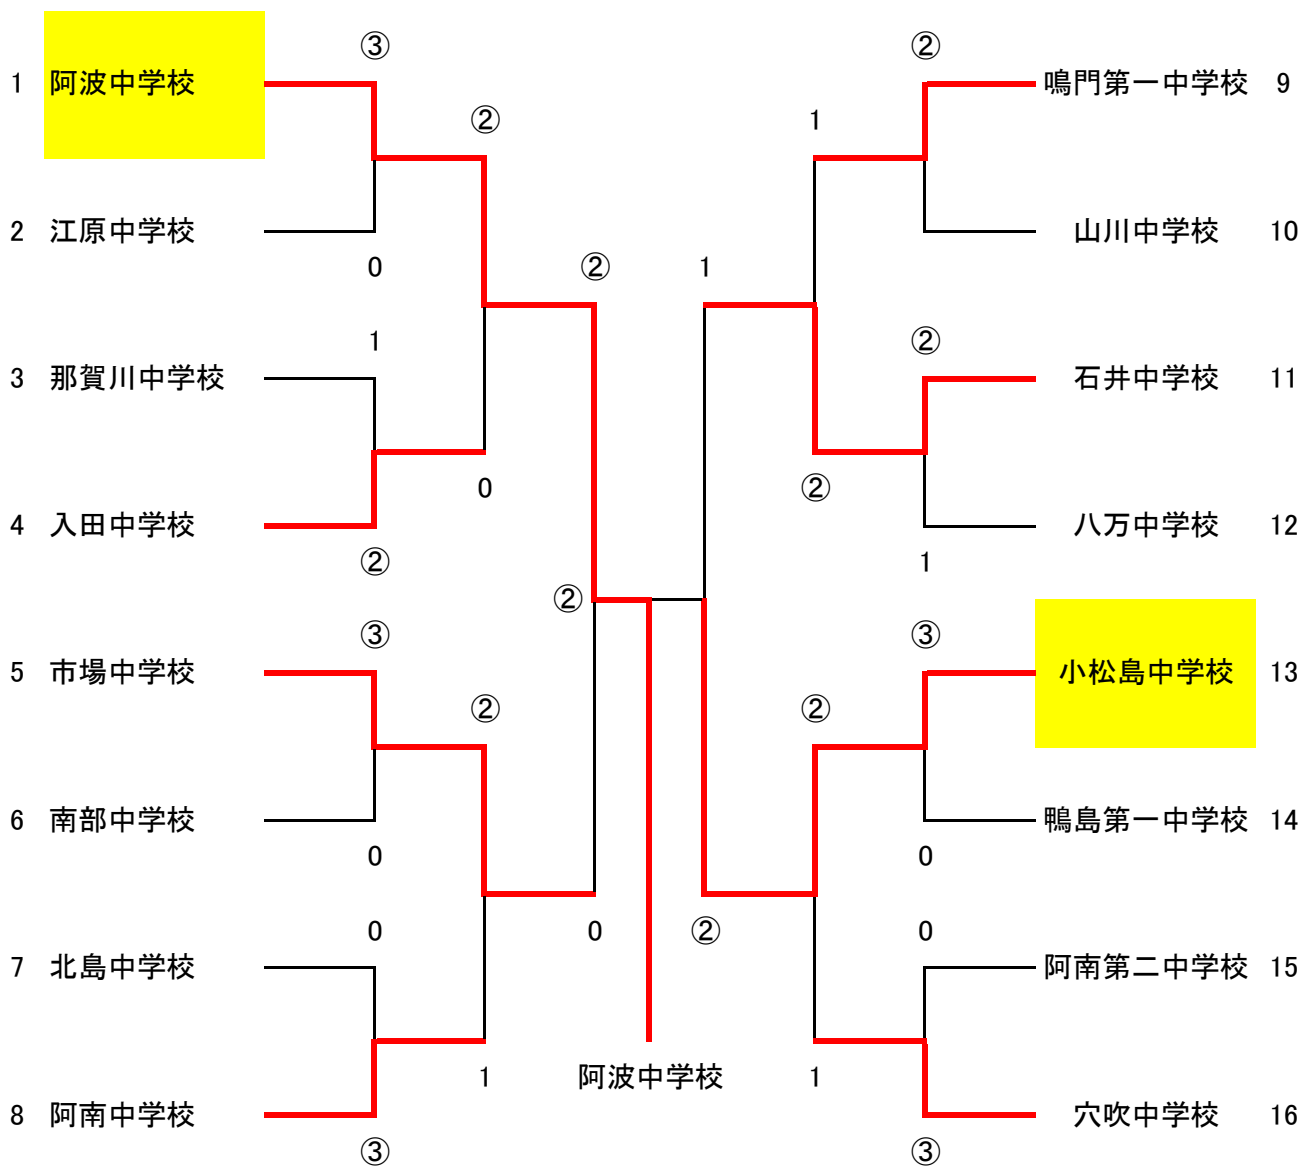 ③ ②
1 阿波中学校 鳴門第一中学校 9
② 1
2 江原中学校 山川中学校 10
0 ② 1
1 ②
3 那賀川中学校 石井中学校 11
0 ②
4 入田中学校 八万中学校 12
② 1
②
③ ③
5 市場中学校 小松島中学校 13
② ②
6 南部中学校 鴨島第一中学校 14
0 0
0 0 ② 0
7 北島中学校 阿南第二中学校 15
1 阿波中学校 1
8 阿南中学校 穴吹中学校 16
③ ③